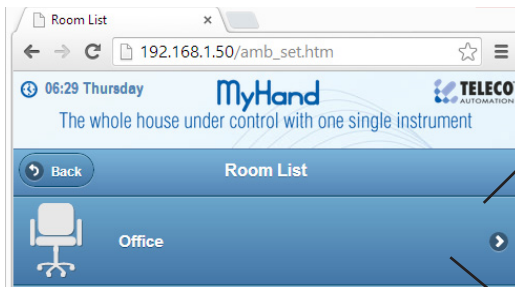 Room List
192.168.1.50/amb_set.htm
06:29 Thursday
MyHand
TELECO
AUTOMATION
The whole house under control with one single instrument
Back
Room List
Office